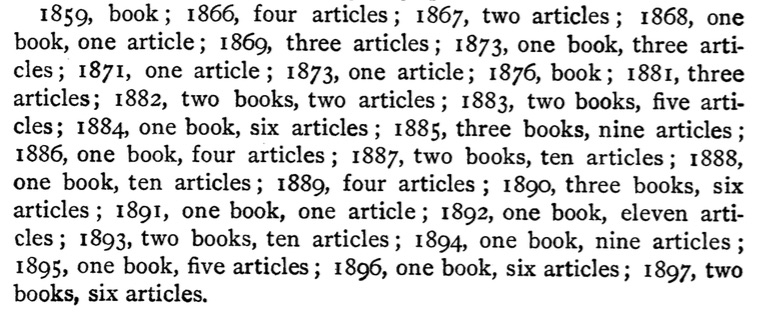 1859, book; 1866, four articles; 1867, two articles; 1868, one
book, one article; 1869, three articles; 1873, one book, three arti-
cles; 1871, one article; 1873, one article; 1876, book; 1881, three
articles; 1882, two books, two articles; 1883, two books, five arti-
cles; 1884, one book, six articles; 1885, three books, nine articles;
1886, one book, four articles; 1887, two books, ten articles; 1888,
one book, ten articles; 1889, four articles; 1890, three books, six
articles; 1891, one book, one article; 1892, one book, eleven arti-
cles; 1893, two books, ten articles; 1894, one book, nine articles;
1895, one book, five articles; 1896, one book, six articles; 1897, two
books, six articles.